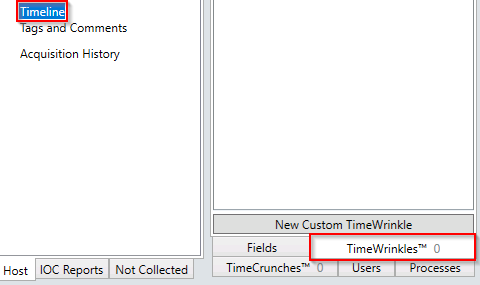 Timeline
Tags and Comments
Acquisition History
New Custom TimeWrinkle
Fields
TimeWrinkles™ 0
TimeCrunches™ 0
Users
Processes
Host
IOC Reports
Not Collected